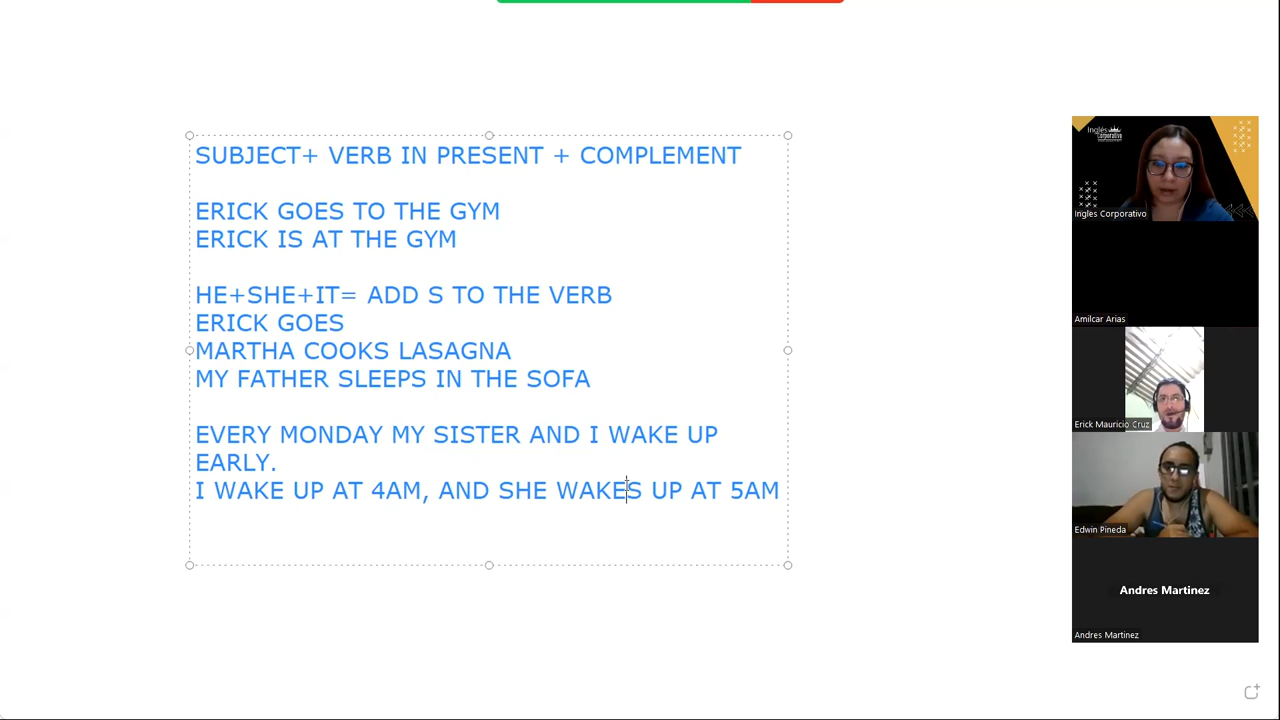 SUBJECT+ VERB IN PRESENT + COMPLEMENT
ERICK GOES TO THE GYM
ERICK IS AT THE GYM
HE+SHE+IT= ADD S TO THE VERB
ERICK GOES
MARTHA COOKS LASAGNA
MY FATHER SLEEPS IN THE SOFA
EVERY MONDAY MY SISTER AND I WAKE UP
EARLY.
I WAKE UP AT 4AM, AND SHE WAKES UP AT 5AM
Inglés
Corporativo
Ingles Corporativo
Amilcar Arias
Erick Mauricio Cruz
Edwin Pineda
Andres Martinez
Andres Martinez